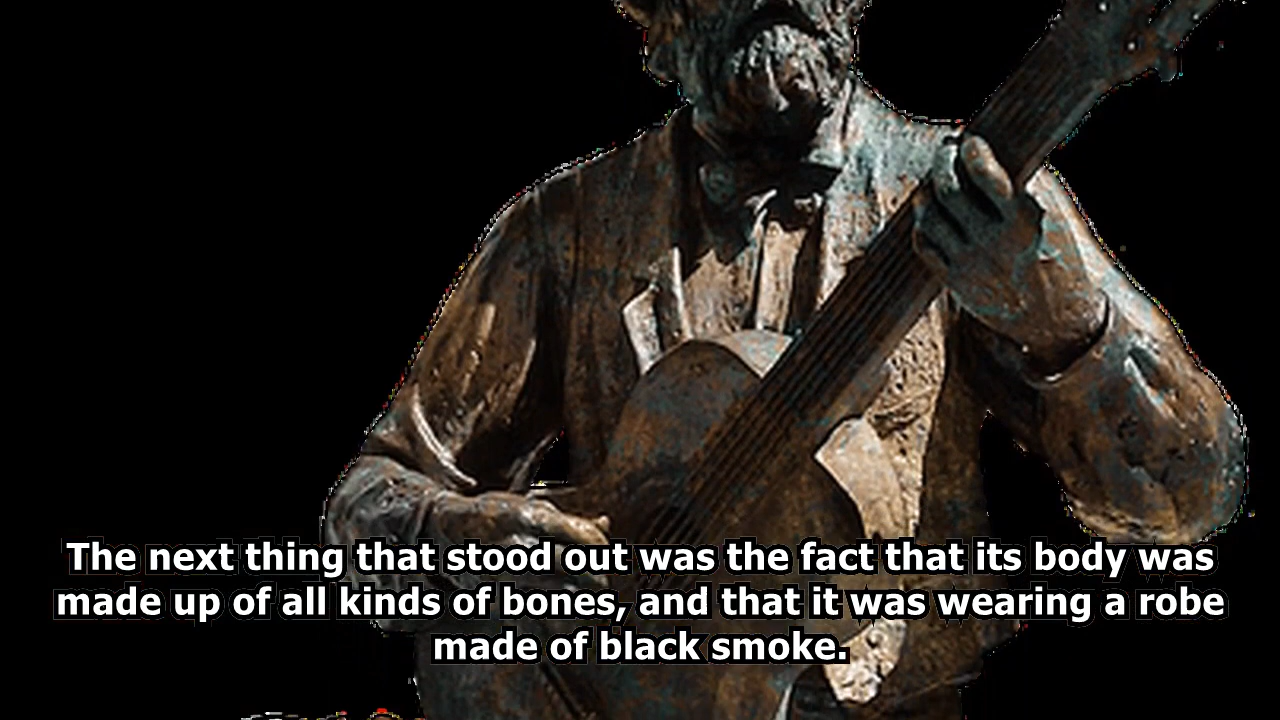 The next thing that stood out was the fact that its body was
made up of all kinds of bones, and that it was wearing a robe
made of black smoke.